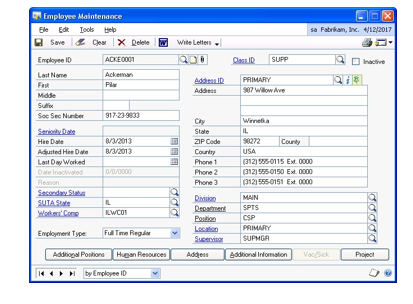 Employee Maintenance
File Edit Tools Help sa Fabrikam, Inc. 4/12/2017
Save Clear Delete Write Letters
Employee ID ACKE0001 Class ID SUPP Inactive
Last Name Ackerman Address ID PRIMARY
First Pilar Address 987 Willow Ave
Middle
Suffix
Soc Sec Number 917-23-9833 City Winnetka
Seniority Date State IL
Hire Date 8/3/2013 ZIP Code 98272 County
Adjusted Hire Date 8/3/2013 Country USA
Last Day Worked Phone 1 (312) 555-0115 Ext. 0000
Date Inactivated 0/0/0000 Phone 2 (312) 555-0150 Ext. 0000
Reason Phone 3 (312) 555-0151 Ext. 0000
Secondary Status Division MAIN
SUTA State IL Department SPTS
Workers' Comp ILWC01 Position CSP
Location PRIMARY
Employment Type: Full Time Regular Supervisor SUPMGR
Additional Positions Human Resources Address Additional Information Vac/Sick Project
by Employee ID